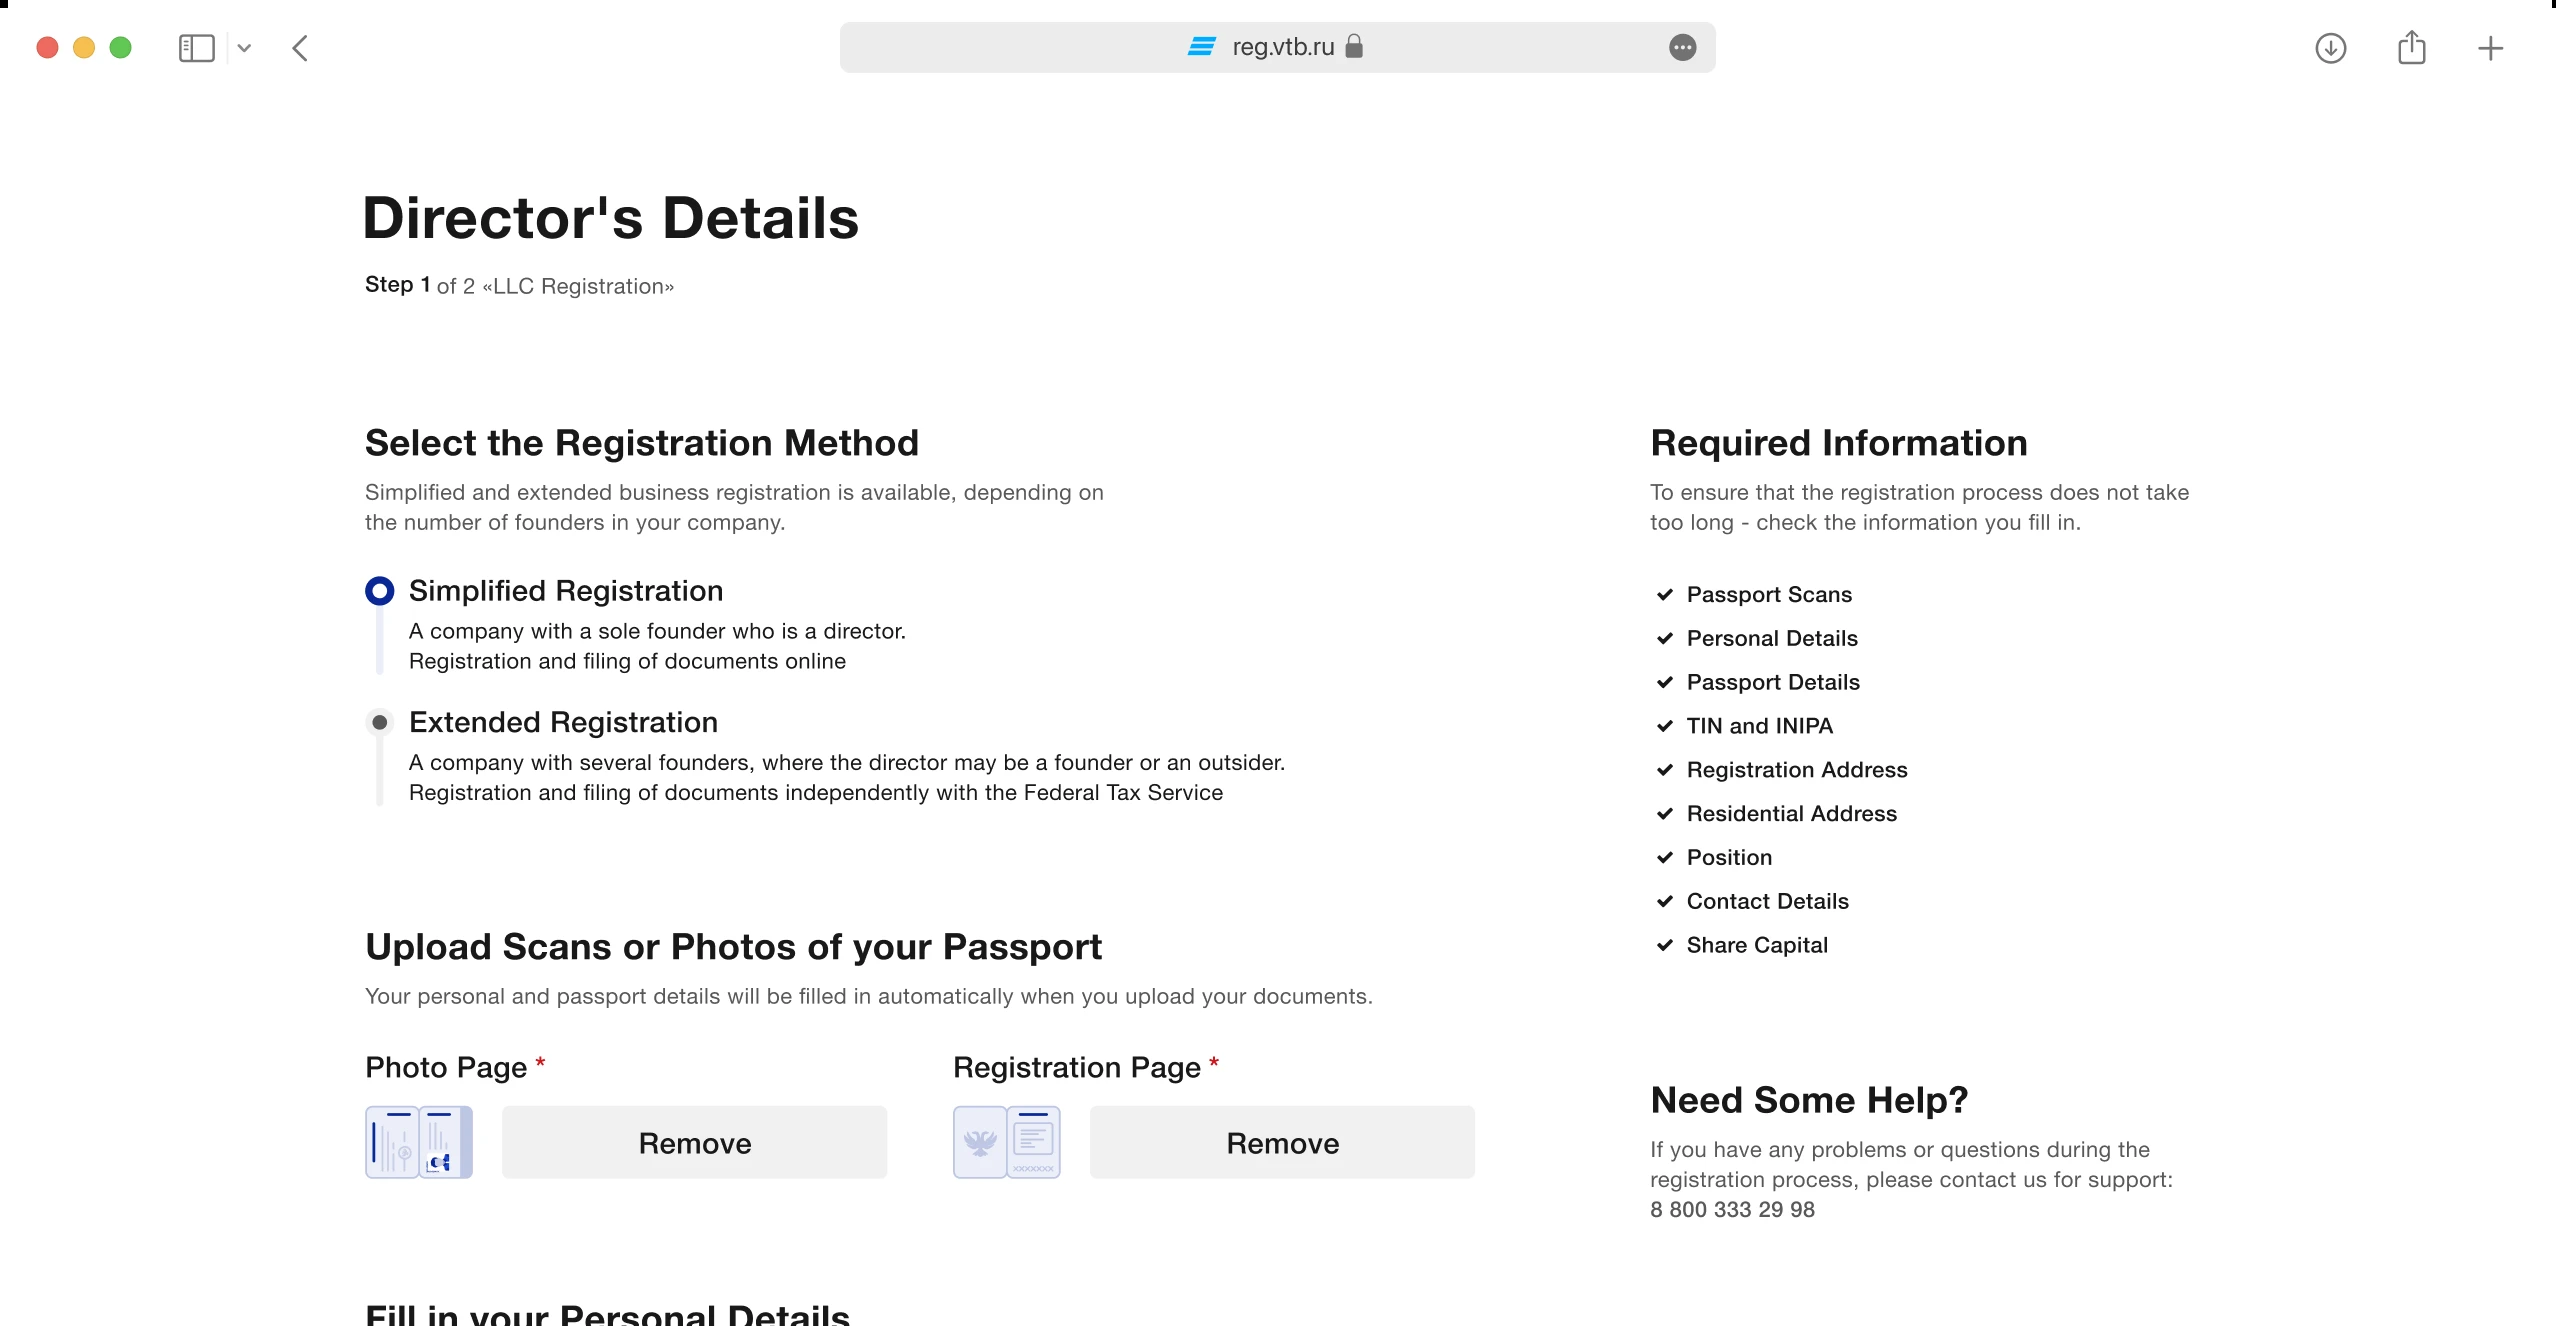 reg.vtb.ru
Director's Details
Step 1 of 2 «LLC Registration»
Select the Registration Method
Simplified and extended business registration is available, depending on
the number of founders in your company.
Simplified Registration
A company with a sole founder who is a director.
Registration and filing of documents online
Extended Registration
A company with several founders, where the director may be a founder or an outsider.
Registration and filing of documents independently with the Federal Tax Service
Upload Scans or Photos of your Passport
Your personal and passport details will be filled in automatically when you upload your documents.
Photo Page *
Remove
Registration Page *
Remove
Fill in your Personal Details
Required Information
To ensure that the registration process does not take
too long - check the information you fill in.
Passport Scans
Personal Details
Passport Details
TIN and INIPA
Registration Address
Residential Address
Position
Contact Details
Share Capital
Need Some Help?
If you have any problems or questions during the
registration process, please contact us for support:
8 800 333 29 98